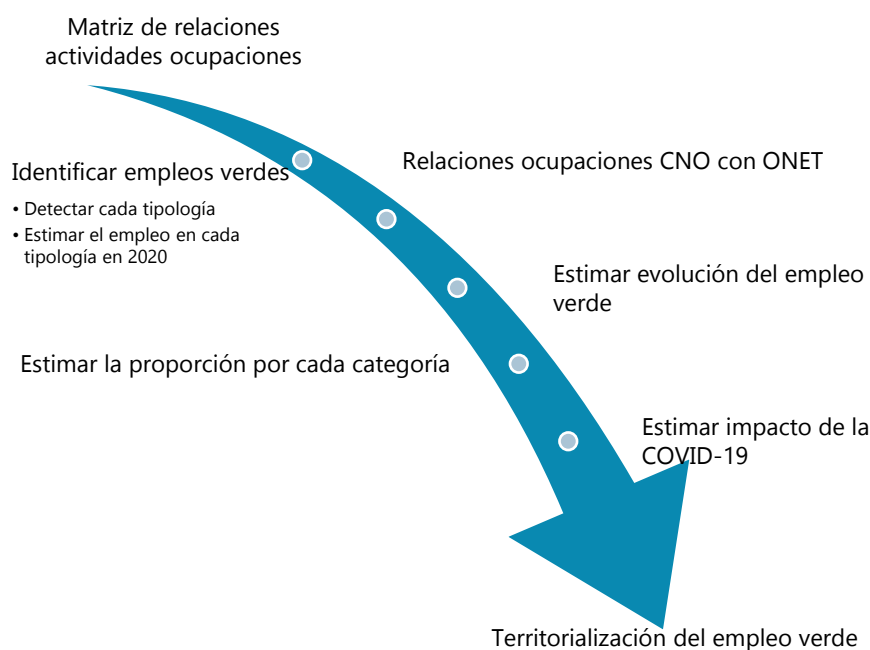 Matriz de relaciones
actividades ocupaciones
Relaciones ocupaciones CNO con ONET
Identificar empleos verdes
• Detectar cada tipología
• Estimar el empleo en cada
tipología en 2020
Estimar evolución del empleo
verde
Estimar la proporción por cada categoría
Estimar impacto de la
COVID-19
Territorialización del empleo verde